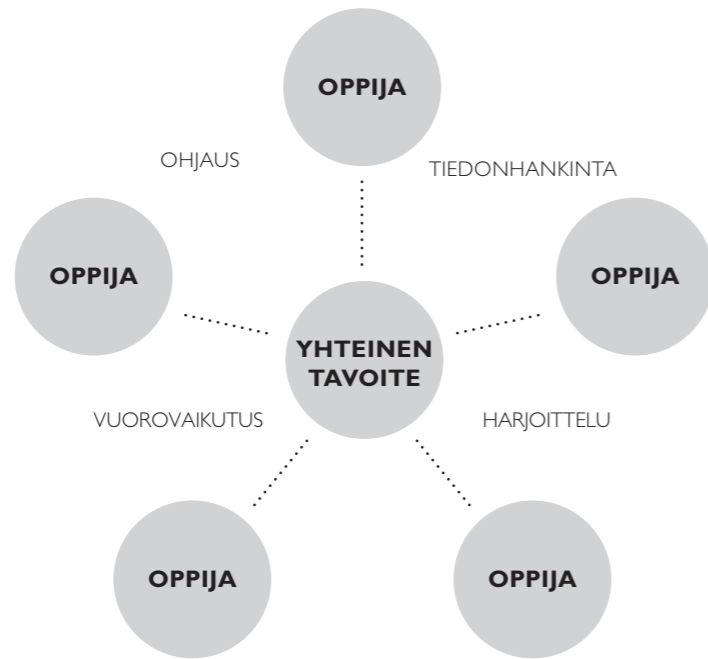 OPPIJA
OHJAUS
TIEDONHANKINTA
OPPIJA
OPPIJA
YHTEINEN
TAVOITE
VUOROVAIKUTUS
HARJOITTELU
OPPIJA
OPPIJA